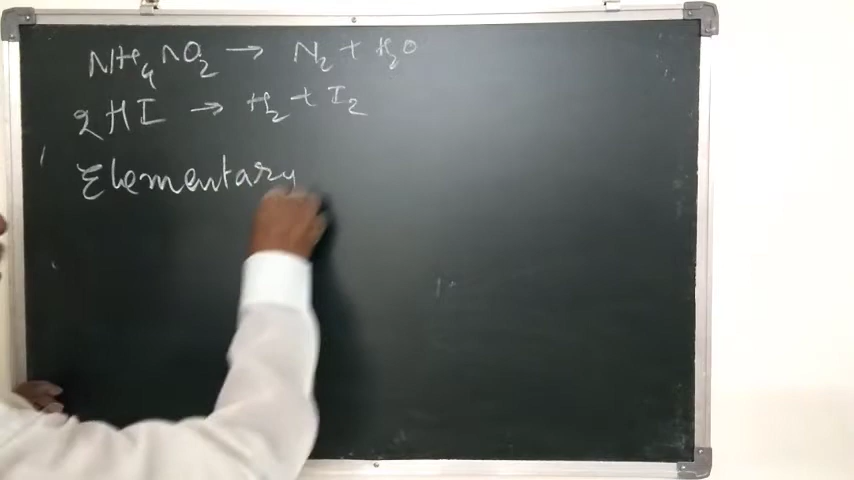 NH₄NO₂ → N₂ + H₂O
2HI → H₂ + I₂
Elementary